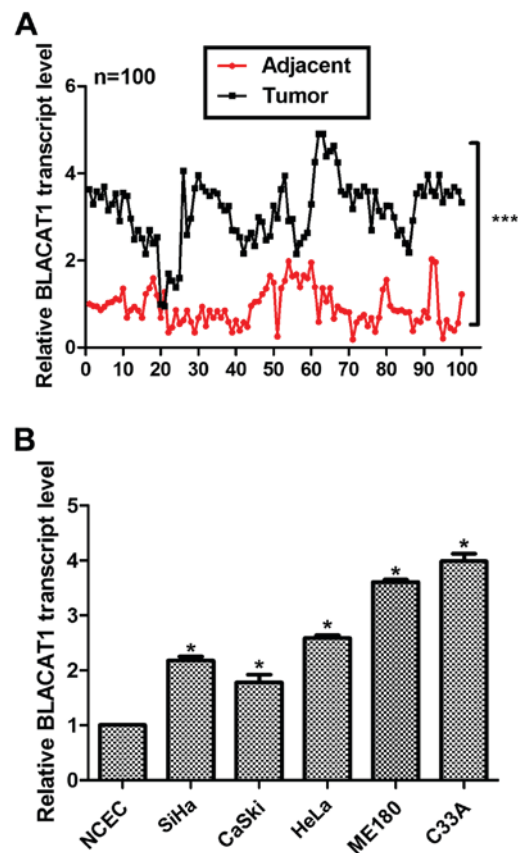 A
Relative BLACAT1 transcript level
n=100
Adjacent
Tumor
6
4
2
0
***
0 10 20 30 40 50 60 70 80 90 100
B
Relative BLACAT1 transcript level
5
4
3
2
1
0
* * * * *
NCEC SiHa CaSki HeLa ME180 C33A